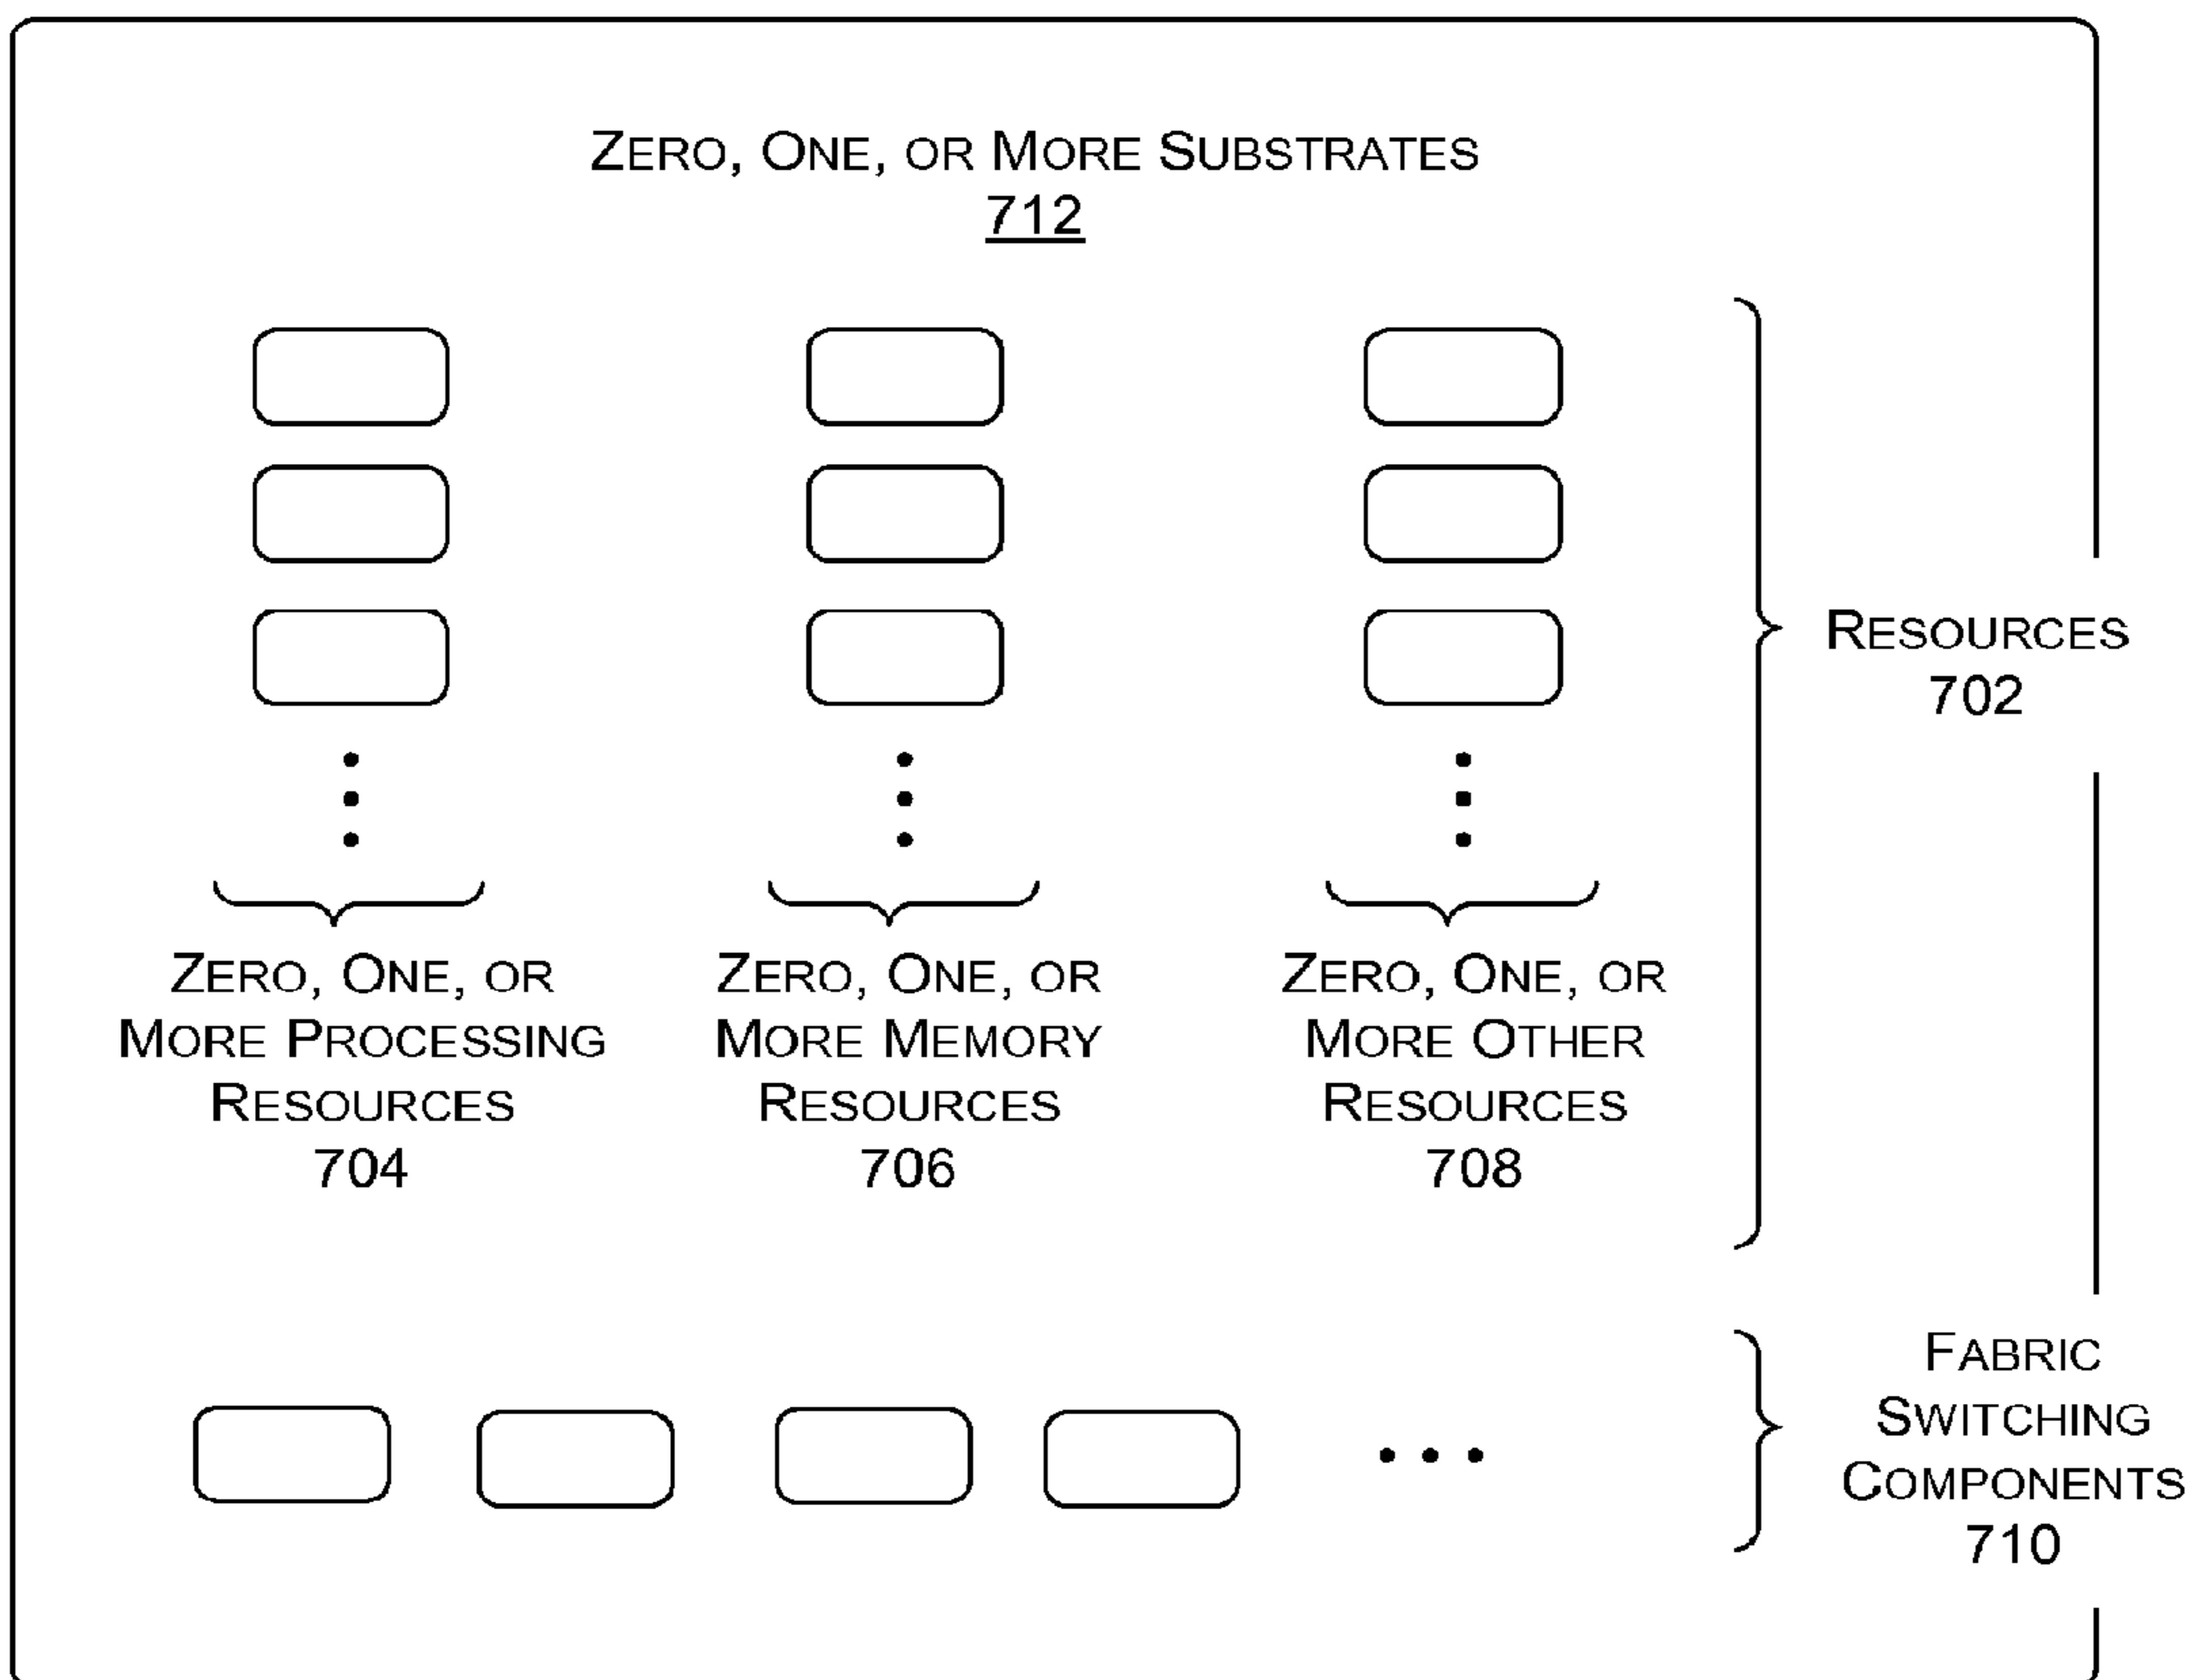 ZERO, ONE, OR MORE SUBSTRATES
712
RESOURCES
702
ZERO, ONE, OR
MORE PROCESSING
RESOURCES
704
ZERO, ONE, OR
MORE MEMORY
RESOURCES
706
ZERO, ONE, OR
MORE OTHER
RESOURCES
708
FABRIC
SWITCHING
COMPONENTS
710